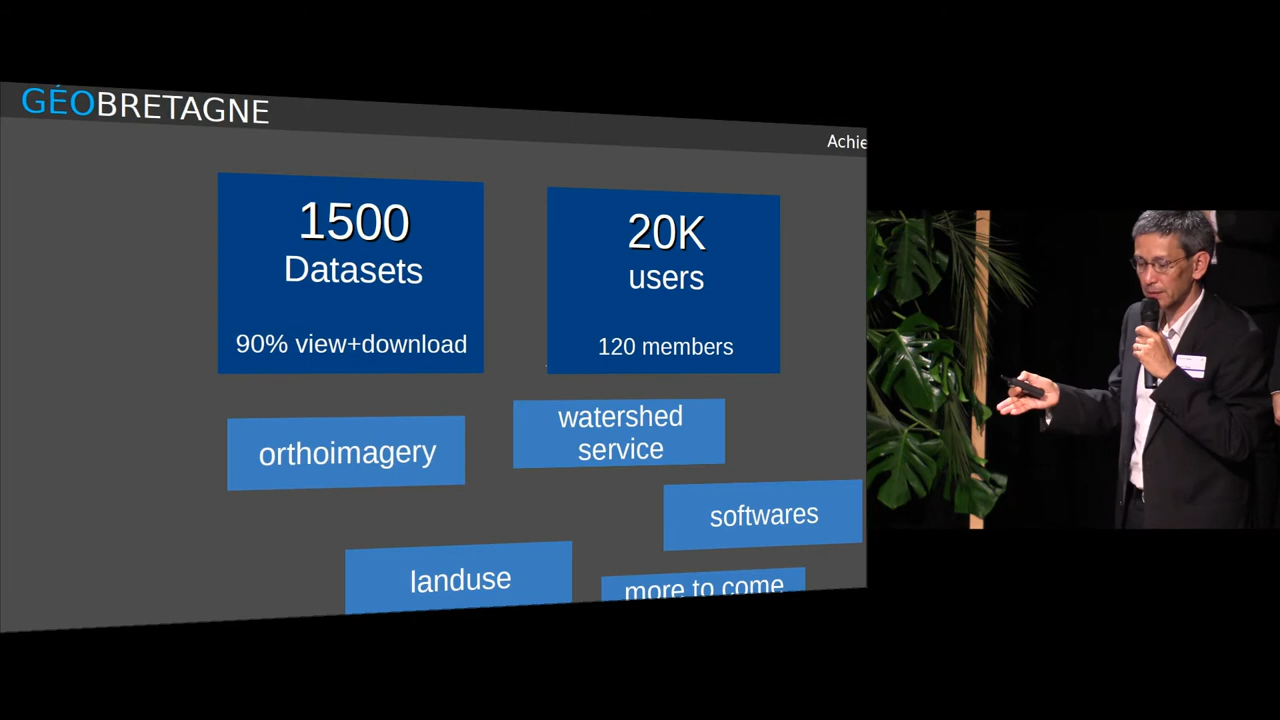 GÉOBRETAGNE
Achie
1500
Datasets
90% view+download
20K
users
120 members
orthoimagery
watershed
service
softwares
landuse
more to come